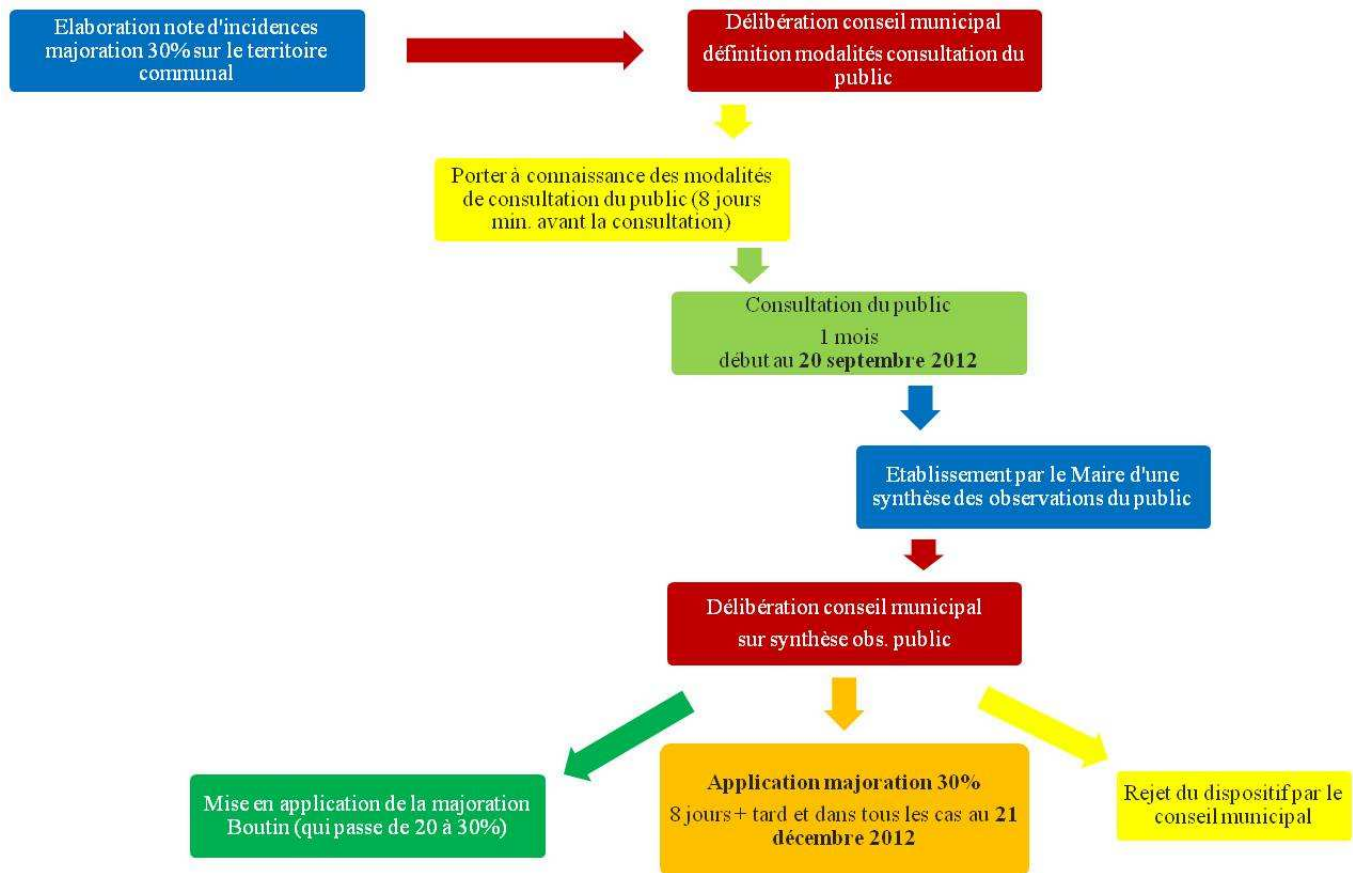 Elaboration note d'incidences
majoration 30% sur le territoire
communal
Délibération conseil municipal
définition modalités consultation du
public
Porter à connaissance des modalités
de consultation du public (8 jours
min. avant la consultation)
Consultation du public
1 mois
début au 20 septembre 2012
Etablissement par le Maire d'une
synthèse des observations du public
Délibération conseil municipal
sur synthèse obs. public
Mise en application de la majoration
Boutin (qui passe de 20 à 30%)
Application majoration 30%
8 jours + tard et dans tous les cas au 21
décembre 2012
Rejet du dispositif par le
conseil municipal